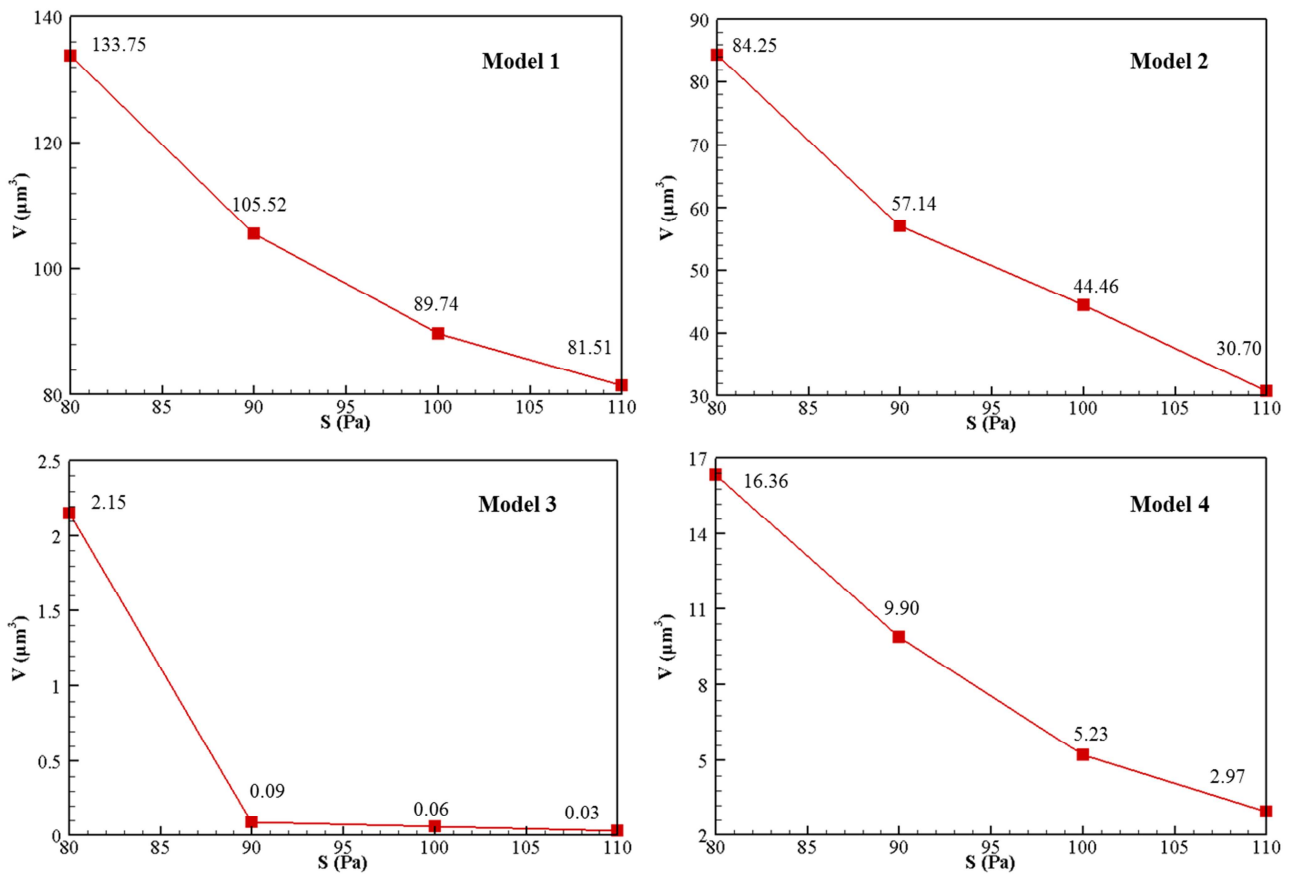 140
133.75
Model 1
120
V (μm³)
105.52
100
89.74
81.51
80
80 85 90 95 100 105 110
S (Pa)
90
84.25
Model 2
80
70
V (μm³)
60
57.14
50
44.46
40
30.70
30
80 85 90 95 100 105 110
S (Pa)
2.5
2.15
Model 3
2
1.5
V (μm³)
1
0.5
0.09
0.06
0.03
0
80 85 90 95 100 105 110
S (Pa)
17
16.36
Model 4
14
11
V (μm³)
9.90
8
5.23
5
2.97
2
80 85 90 95 100 105 110
S (Pa)